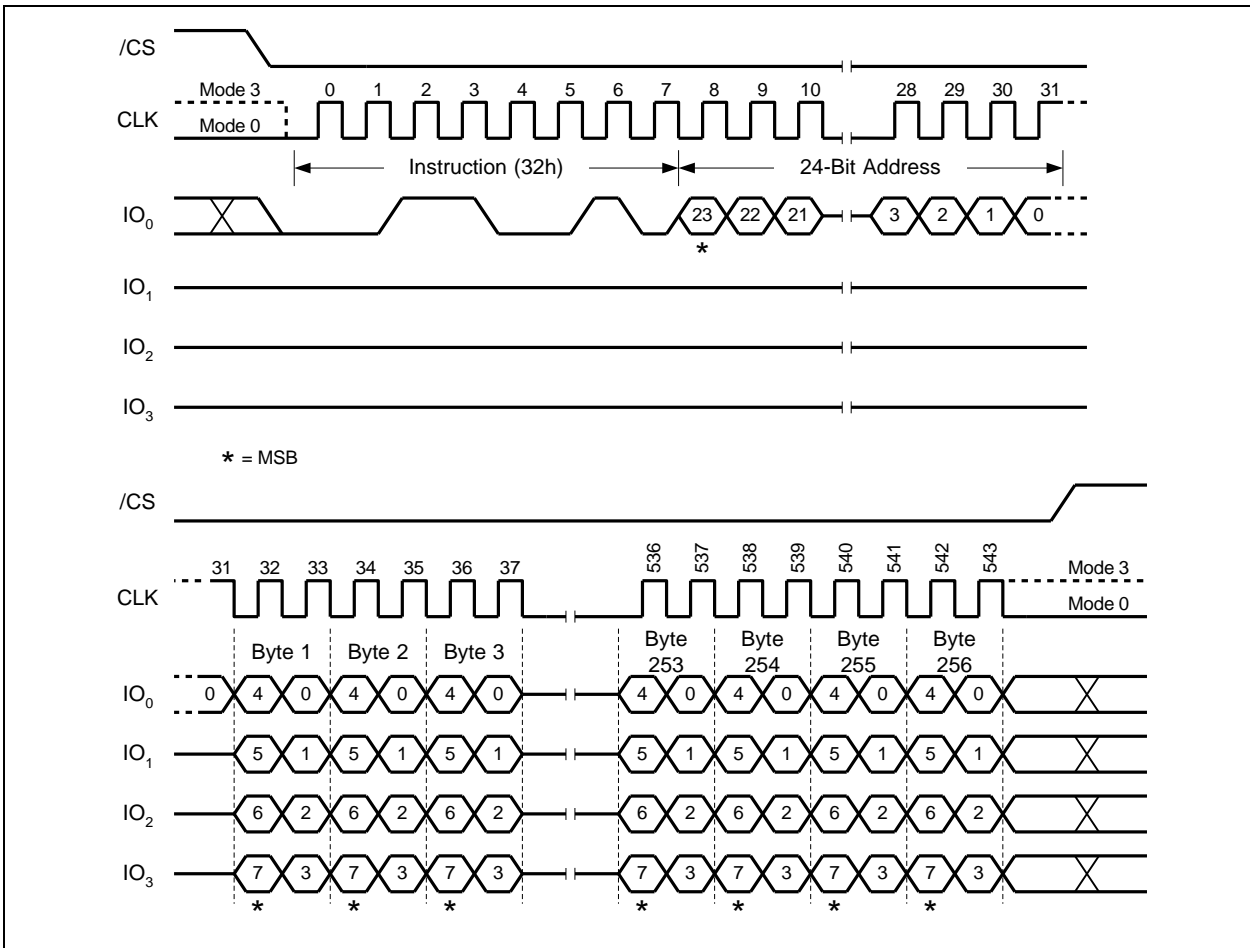 /CS
Mode 3 0 1 2 3 4 5 6 7 8 9 10 28 29 30 31
CLK
Mode 0
Instruction (32h) 24-Bit Address
IO0 23 22 21 3 2 1 0
*
IO1
IO2
IO3
* = MSB
/CS
31 32 33 34 35 36 37 536 537 538 539 540 541 542 543 Mode 3
CLK
Mode 0
Byte 1 Byte 2 Byte 3 Byte 253 Byte 254 Byte 255 Byte 256
IO0 0 4 0 4 0 4 0 4 0 4 0 4 0 4 0
IO1 5 1 5 1 5 1 5 1 5 1 5 1 5 1
IO2 6 2 6 2 6 2 6 2 6 2 6 2 6 2
IO3 7 3 7 3 7 3 7 3 7 3 7 3 7 3
* * * * * * *